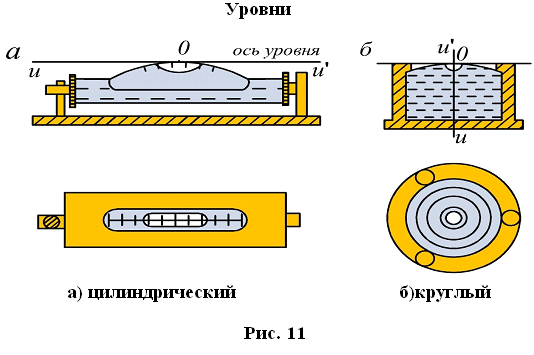 Уровни
а 0 ось уровня
и и'
б и' 0
и
а) цилиндрический
б)круглый
Рис. 11